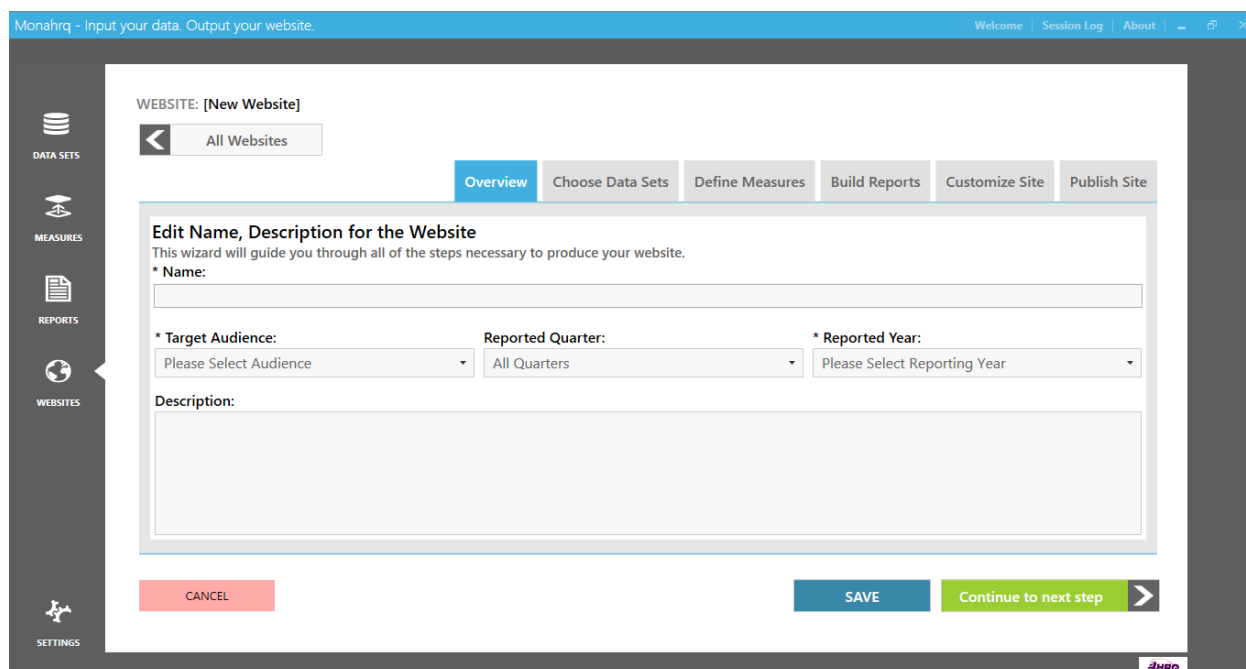 Monahrq - Input your data. Output your website.
Welcome | Session Log | About
WEBSITE: [New Website]
All Websites
DATA SETS
MEASURES
REPORTS
WEBSITES
SETTINGS
Overview Choose Data Sets Define Measures Build Reports Customize Site Publish Site
Edit Name, Description for the Website
This wizard will guide you through all of the steps necessary to produce your website.
* Name:
* Target Audience: Reported Quarter: * Reported Year:
Please Select Audience All Quarters Please Select Reporting Year
Description:
CANCEL SAVE Continue to next step
AHRQ